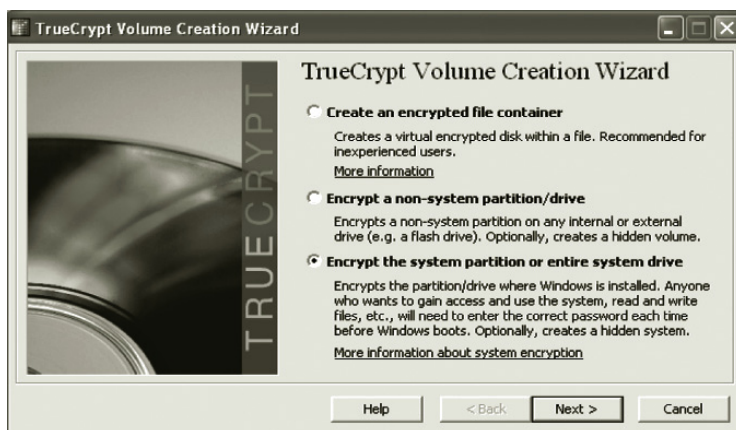 TrueCrypt Volume Creation Wizard
TRUECRYPT
TrueCrypt Volume Creation Wizard
Create an encrypted file container
Creates a virtual encrypted disk within a file. Recommended for
inexperienced users.
More information
Encrypt a non-system partition/drive
Encrypts a non-system partition on any internal or external
drive (e.g. a flash drive). Optionally, creates a hidden volume.
Encrypt the system partition or entire system drive
Encrypts the partition/drive where Windows is installed. Anyone
who wants to gain access and use the system, read and write
files, etc., will need to enter the correct password each time
before Windows boots. Optionally, creates a hidden system.
More information about system encryption
Help
< Back
Next >
Cancel